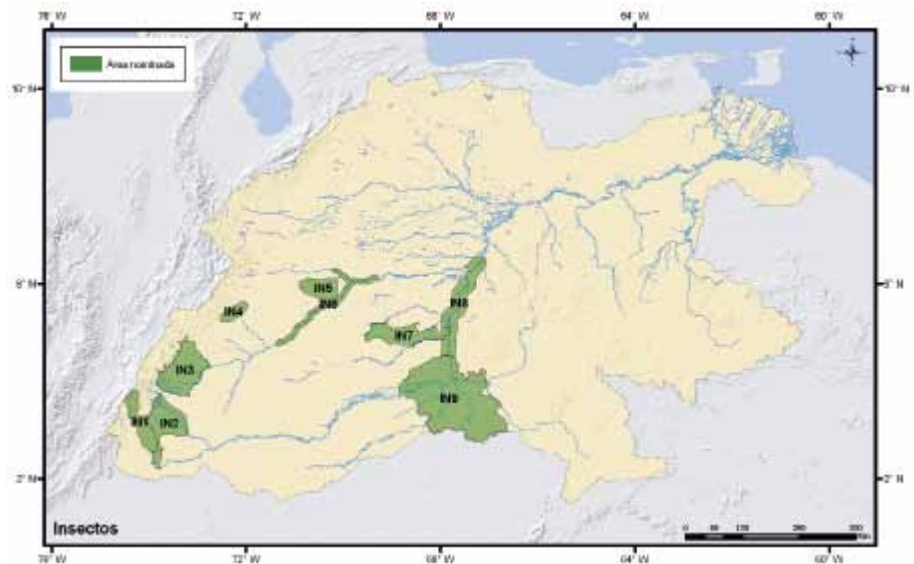 76° W 72° W 68° W 64° W 60° W
Área nominada
10° N 10° N
6° N 6° N
IN5
IN6
IN8
IN4
IN7
IN3
IN9
IN1
IN2
2° N 2° N
Insectos
0
76° W 72° W 68° W 64° W 60° W